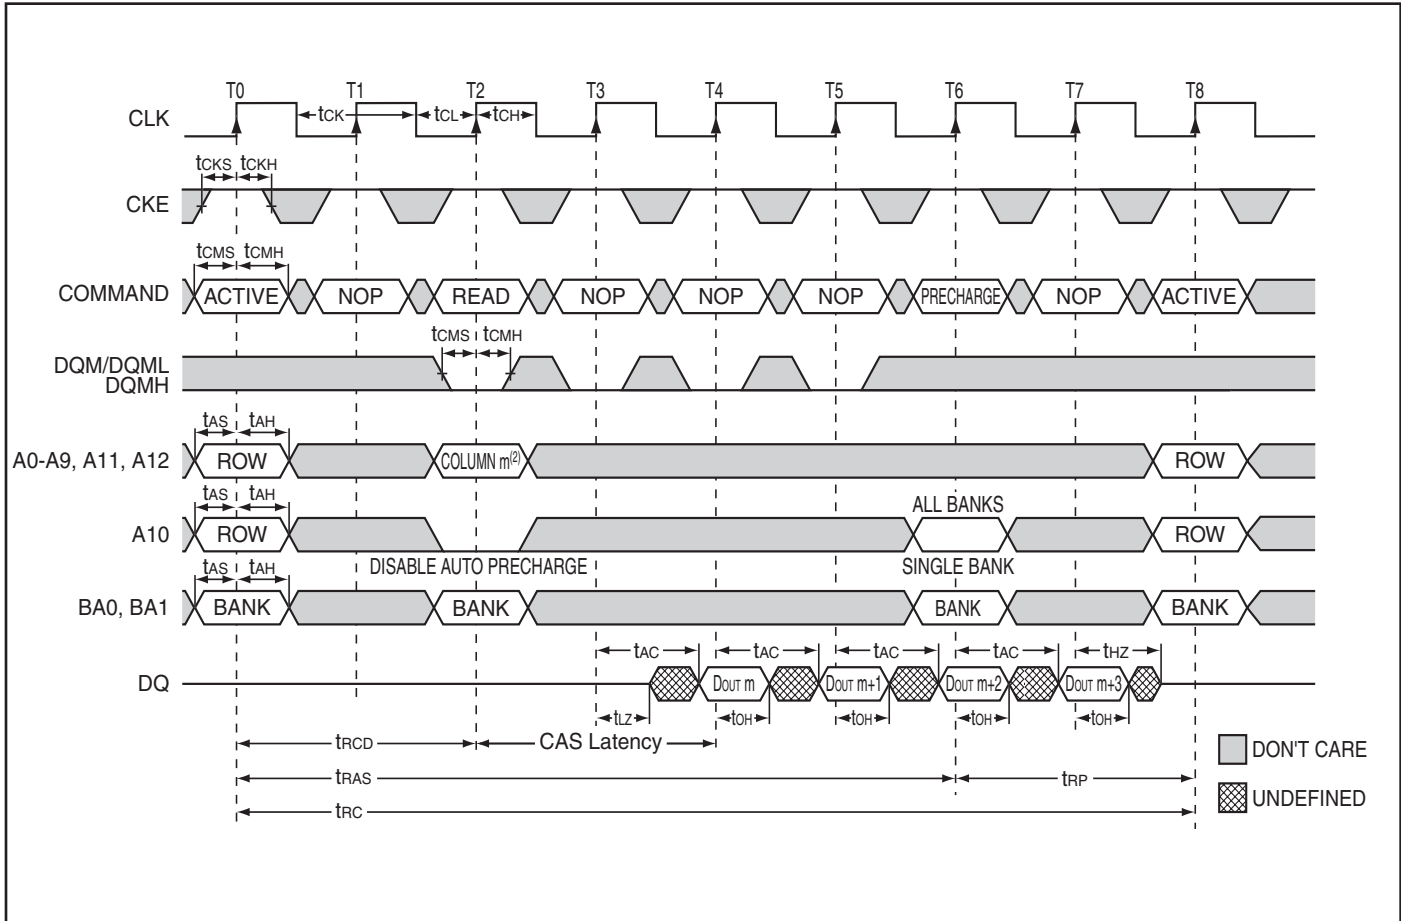 T0 T1 T2 T3 T4 T5 T6 T7 T8
CLK tCK tCL tCH
tCKS tCKH
CKE
tCMS tCMH
COMMAND ACTIVE NOP READ NOP NOP NOP PRECHARGE NOP ACTIVE
tCMS tCMH
DQM/DQML
DQMH
tAS tAH
A0-A9, A11, A12 ROW COLUMN m(2) ROW
tAS tAH ALL BANKS
A10 ROW ROW
DISABLE AUTO PRECHARGE SINGLE BANK
tAS tAH
BA0, BA1 BANK BANK BANK BANK
tAC tAC tAC tAC tHZ
DQ DOUT m DOUT m+1 DOUT m+2 DOUT m+3
tLZ tOH tOH tOH tOH
tRCD CAS Latency
DON'T CARE
tRAS tRP
UNDEFINED
tRC